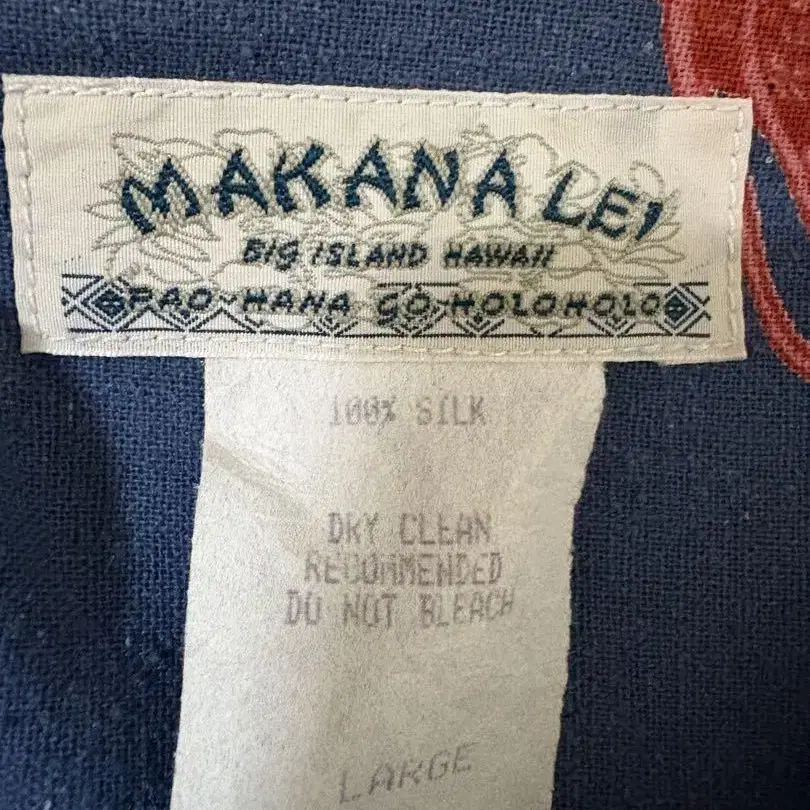 MAKANA LEI
BIG ISLAND HAWAII
PAO~HANA GO~HOLOHOLO
100% SILK
DRY CLEAN
RECOMMENDED
DO NOT BLEACH
LARGE